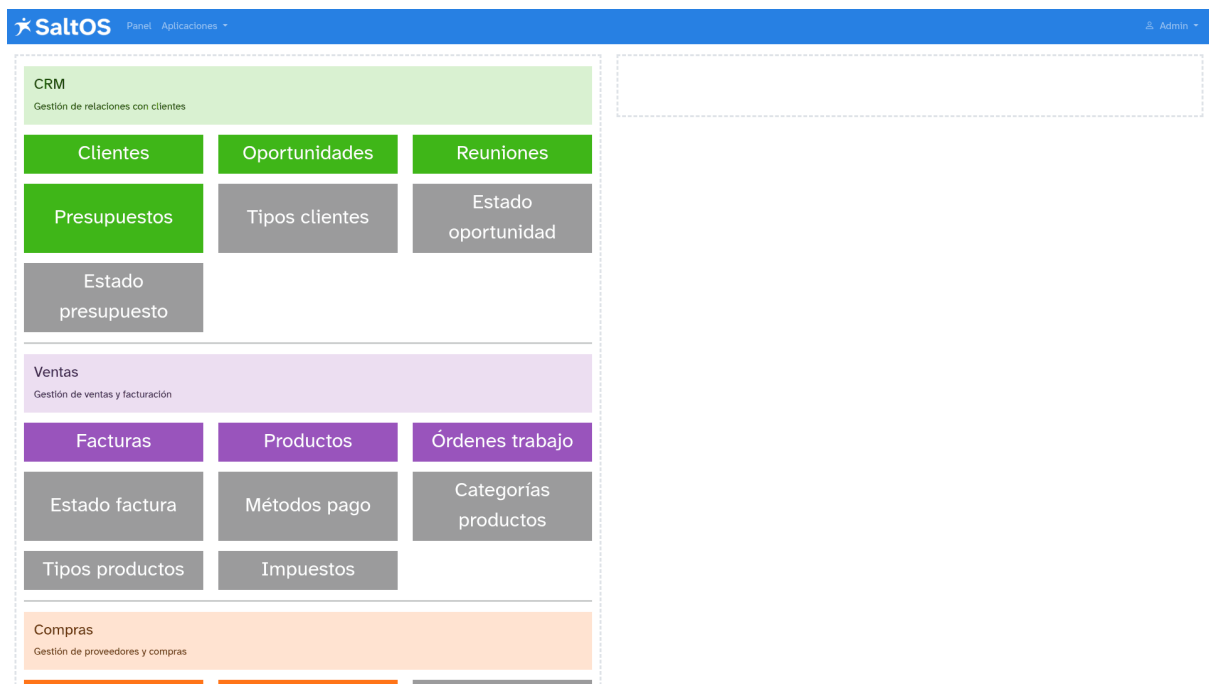 SaltOS Panel Aplicaciones Admin
CRM
Gestión de relaciones con clientes
Clientes Oportunidades Reuniones
Presupuestos Tipos clientes Estado oportunidad
Estado presupuesto
Ventas
Gestión de ventas y facturación
Facturas Productos Órdenes trabajo
Estado factura Métodos pago Categorías productos
Tipos productos Impuestos
Compras
Gestión de proveedores y compras